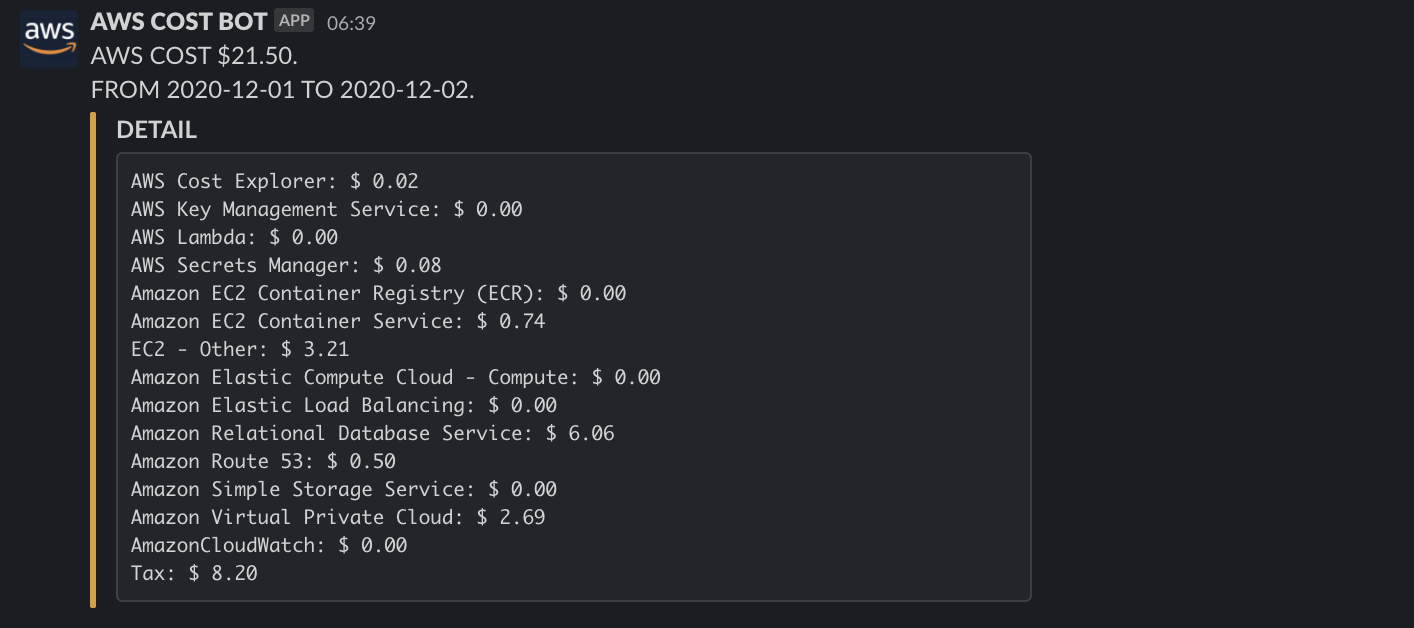 aws
AWS COST BOT APP 06:39
AWS COST $21.50.
FROM 2020-12-01 TO 2020-12-02.
DETAIL
AWS Cost Explorer: $ 0.02
AWS Key Management Service: $ 0.00
AWS Lambda: $ 0.00
AWS Secrets Manager: $ 0.08
Amazon EC2 Container Registry (ECR): $ 0.00
Amazon EC2 Container Service: $ 0.74
EC2 - Other: $ 3.21
Amazon Elastic Compute Cloud - Compute: $ 0.00
Amazon Elastic Load Balancing: $ 0.00
Amazon Relational Database Service: $ 6.06
Amazon Route 53: $ 0.50
Amazon Simple Storage Service: $ 0.00
Amazon Virtual Private Cloud: $ 2.69
AmazonCloudWatch: $ 0.00
Tax: $ 8.20